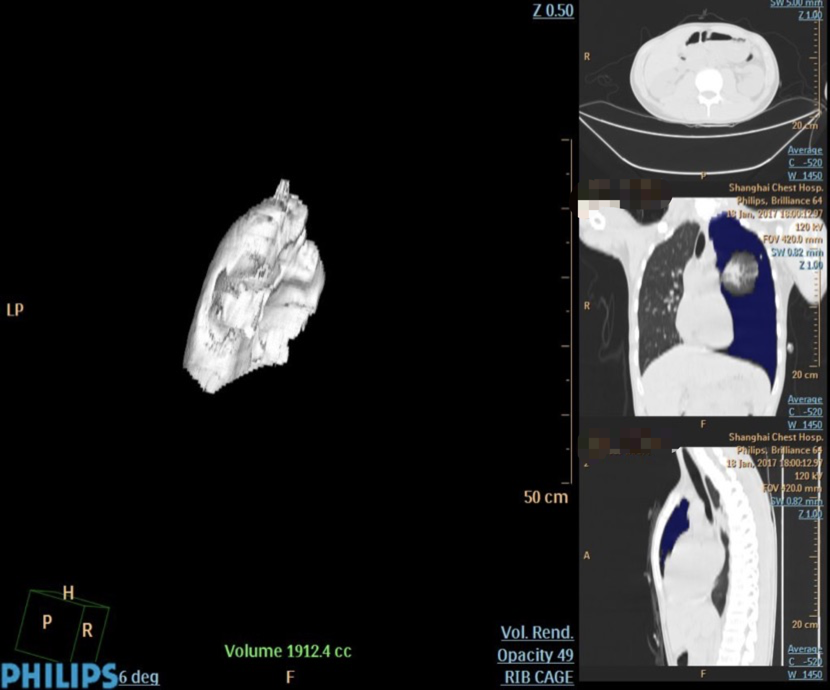 Z 0.50
LP
50 cm
H
P
R
Volume 1912.4 cc
Vol. Rend.
Opacity 49
RIB CAGE
PHILIPS
6 deg
F
SW 5.00 mm
Z 1.00
R
20 cm
Average
C -520
W 1450
P
Shanghai Chest Hosp.
Philips, Brilliance 64
18 Jan, 2017 18:00:12.97
120 kV
FOV 420.0 mm
SW 0.82 mm
Z 1.00
R
20 cm
Average
C -520
W 1450
F
Shanghai Chest Hosp.
Philips, Brilliance 64
18 Jan, 2017 18:00:12.97
120 kV
FOV 420.0 mm
SW 0.82 mm
Z 1.00
A
20 cm
Average
C -520
W 1450
F